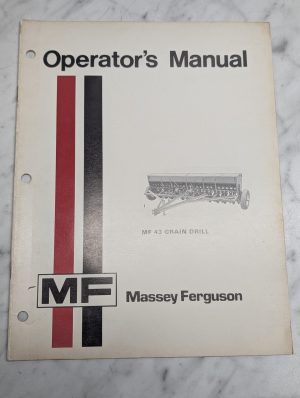 Operator's Manual
MF 43 GRAIN DRILL
MF
Massey Ferguson